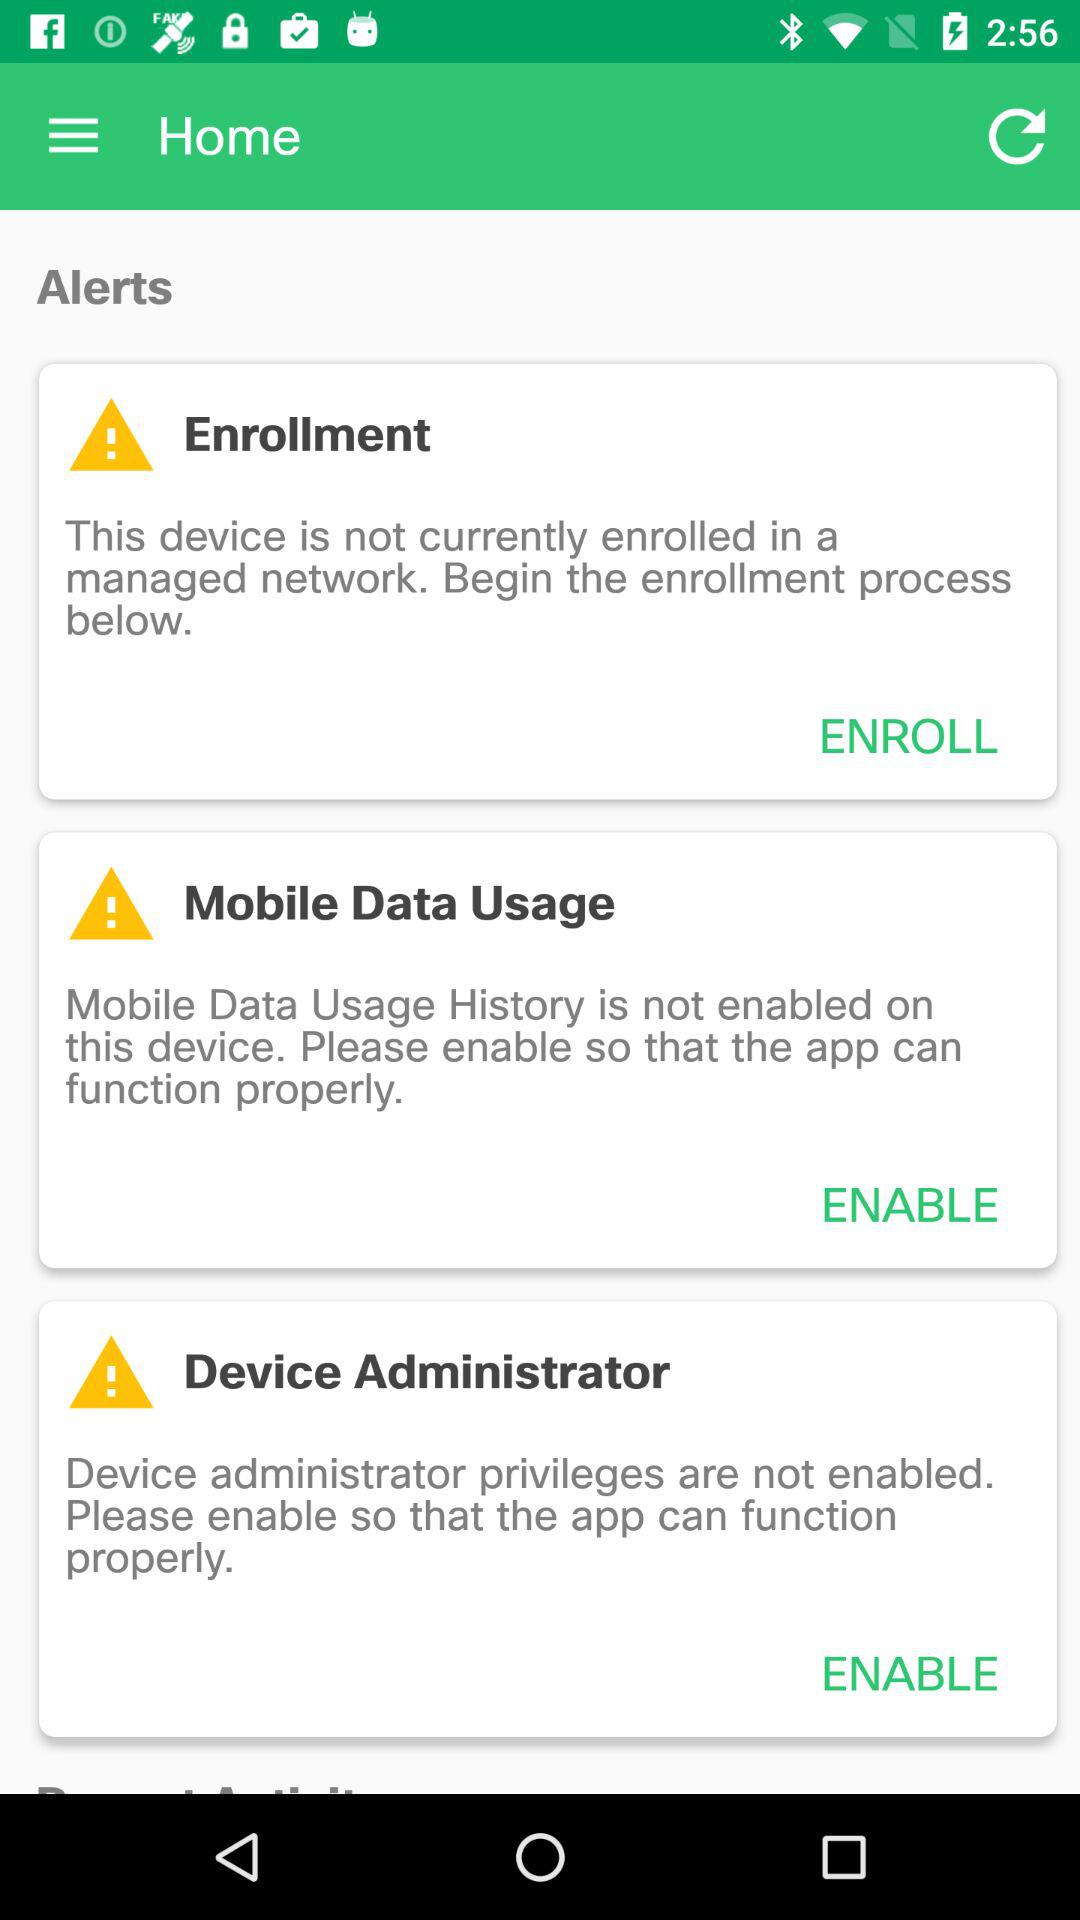 FAKE
2:56
Home
Alerts
Enrollment
This device is not currently enrolled in a
managed network. Begin the enrollment process
below.
ENROLL
Mobile Data Usage
Mobile Data Usage History is not enabled on
this device. Please enable so that the app can
function properly.
ENABLE
Device Administrator
Device administrator privileges are not enabled.
Please enable so that the app can function
properly.
ENABLE